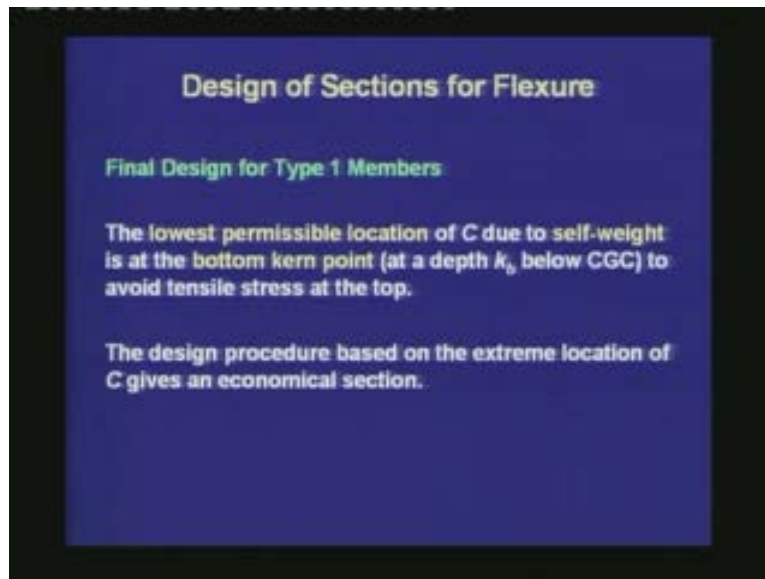 Design of Sections for Flexure
Final Design for Type 1 Members
The lowest permissible location of C due to self-weight
is at the bottom kern point (at a depth k_b below CGC) to
avoid tensile stress at the top.
The design procedure based on the extreme location of
C gives an economical section.